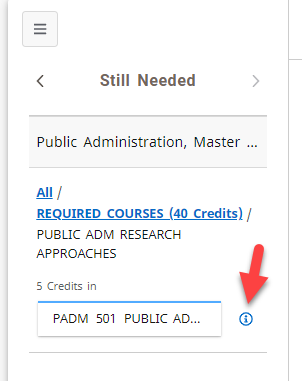 Still Needed
Public Administration, Master ...
All /
REQUIRED COURSES (40 Credits) /
PUBLIC ADM RESEARCH
APPROACHES
5 Credits in
PADM 501 PUBLIC AD...